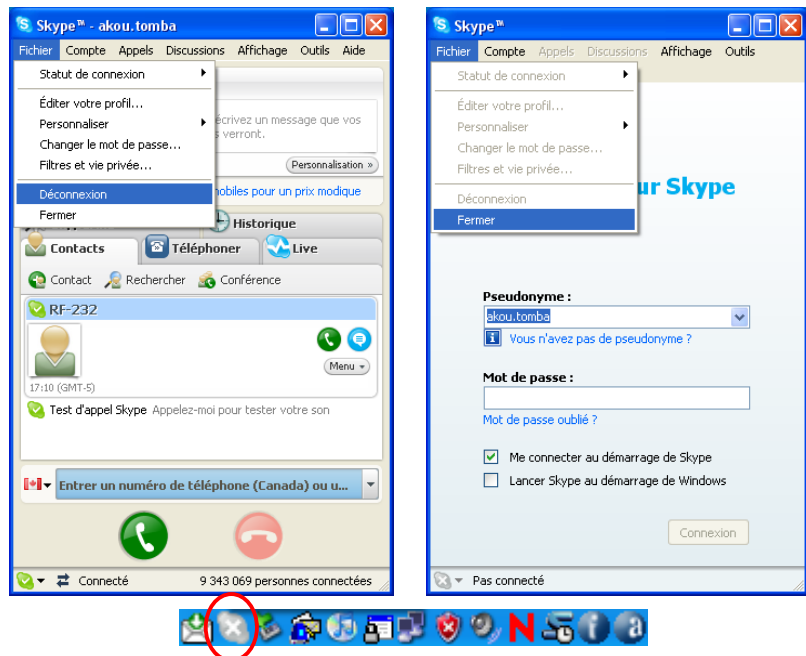 Skype™ - akou.tomba
Fichier Compte Appels Discussions Affichage Outils Aide
Statut de connexion
Éditer votre profil...
Personnaliser
Changer le mot de passe...
Filtres et vie privée...
Déconnexion
Fermer
écrivez un message que vos
verront.
Personnalisation »
mobiles pour un prix modique
Historique
Contacts Téléphoner Live
Contact Rechercher Conférence
RF-232
Menu
17:10 (GMT-5)
Test d'appel Skype Appelez-moi pour tester votre son
Entrer un numéro de téléphone (Canada) ou u...
Connecté 9 343 069 personnes connectées
Skype™
Fichier Compte Appels Discussions Affichage Outils
Statut de connexion
Éditer votre profil...
Personnaliser
Changer le mot de passe...
Filtres et vie privée...
Déconnexion
Fermer
ur Skype
Pseudonyme :
akou.tomba
Vous n'avez pas de pseudonyme ?
Mot de passe :
Mot de passe oublié ?
Me connecter au démarrage de Skype
Lancer Skype au démarrage de Windows
Connexion
Pas connecté